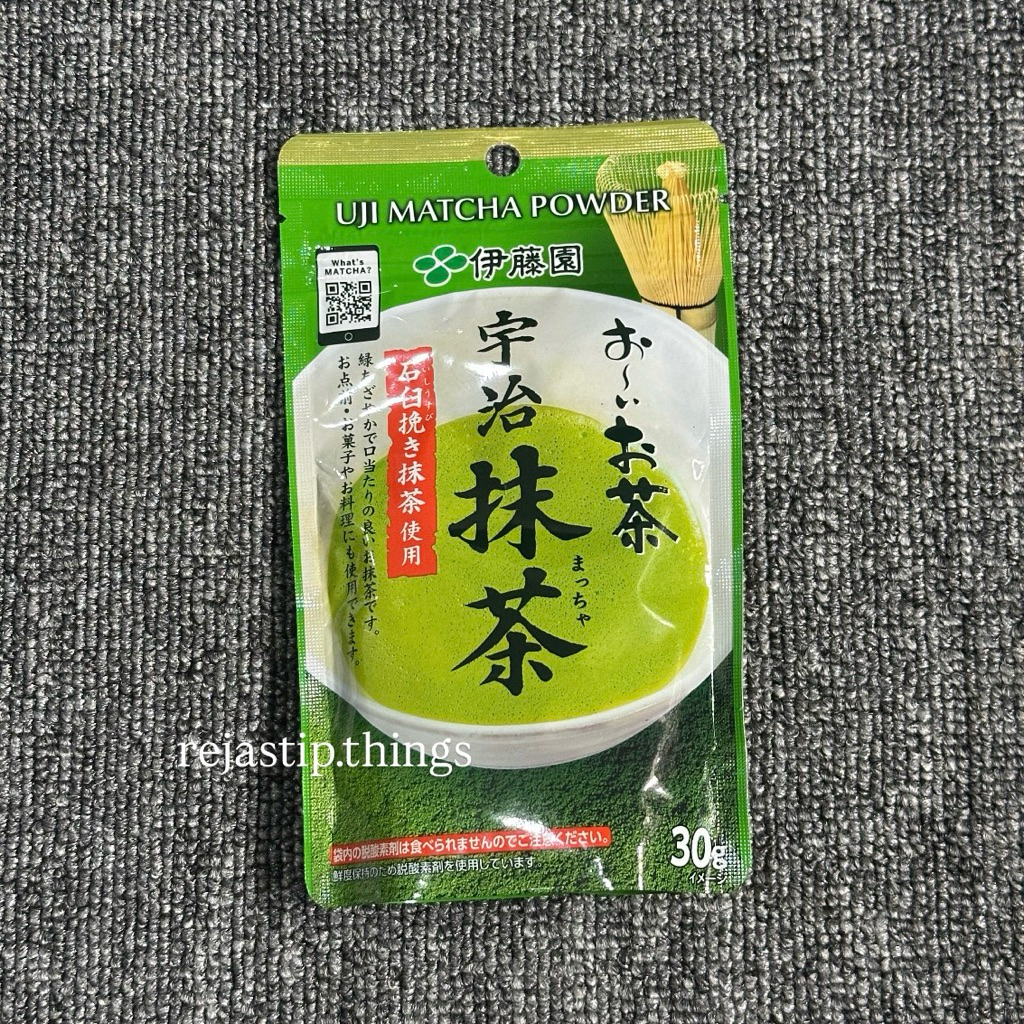 UJI MATCHA POWDER
伊藤園
What's
MATCHA?
お～いお茶
宇治抹茶
まっちゃ
いしうすび
石臼挽き抹茶使用
緑あざやかで口当たりの良いお抹茶です。
お点前・お菓子やお料理にも使用できます。
rejastip.things
袋内の脱酸素剤は食べられませんのでご注意ください。
鮮度保持のため脱酸素剤を使用しています。
30g
イメージ